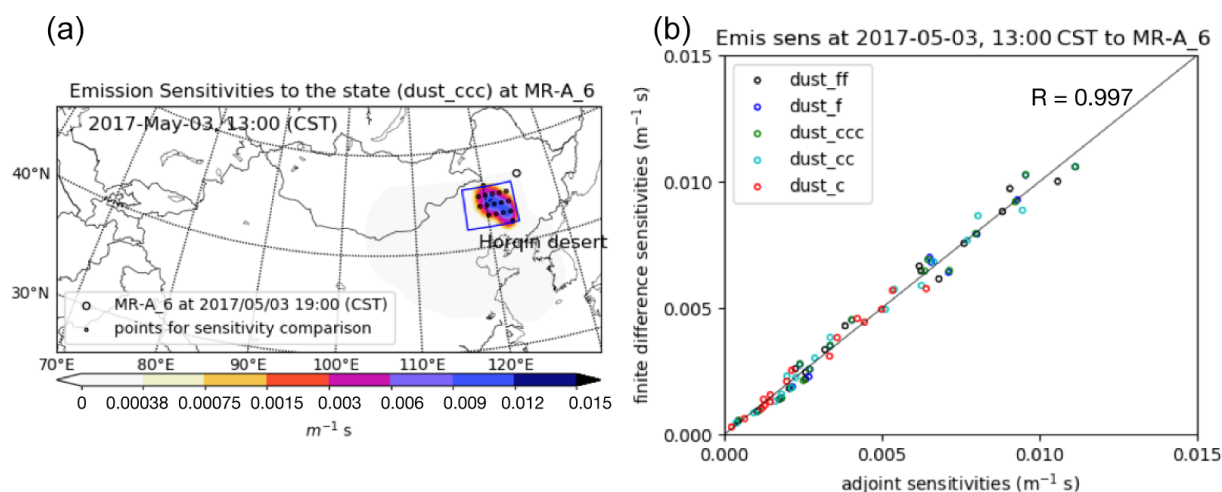 (a)
Emission Sensitivities to the state (dust_ccc) at MR-A_6
2017-May-03, 13:00 (CST)
40°N
30°N
Horqin desert
MR-A_6 at 2017/05/03 19:00 (CST)
points for sensitivity comparison
70°E 80°E 90°E 100°E 110°E 120°E
0 0.00038 0.00075 0.0015 0.003 0.006 0.009 0.012 0.015
m⁻¹ s
(b)
Emis sens at 2017-05-03, 13:00 CST to MR-A_6
R = 0.997
dust_ff
dust_f
dust_ccc
dust_cc
dust_c
finite difference sensitivities (m⁻¹ s)
0.015
0.010
0.005
0.000
0.000 0.005 0.010 0.015
adjoint sensitivities (m⁻¹ s)